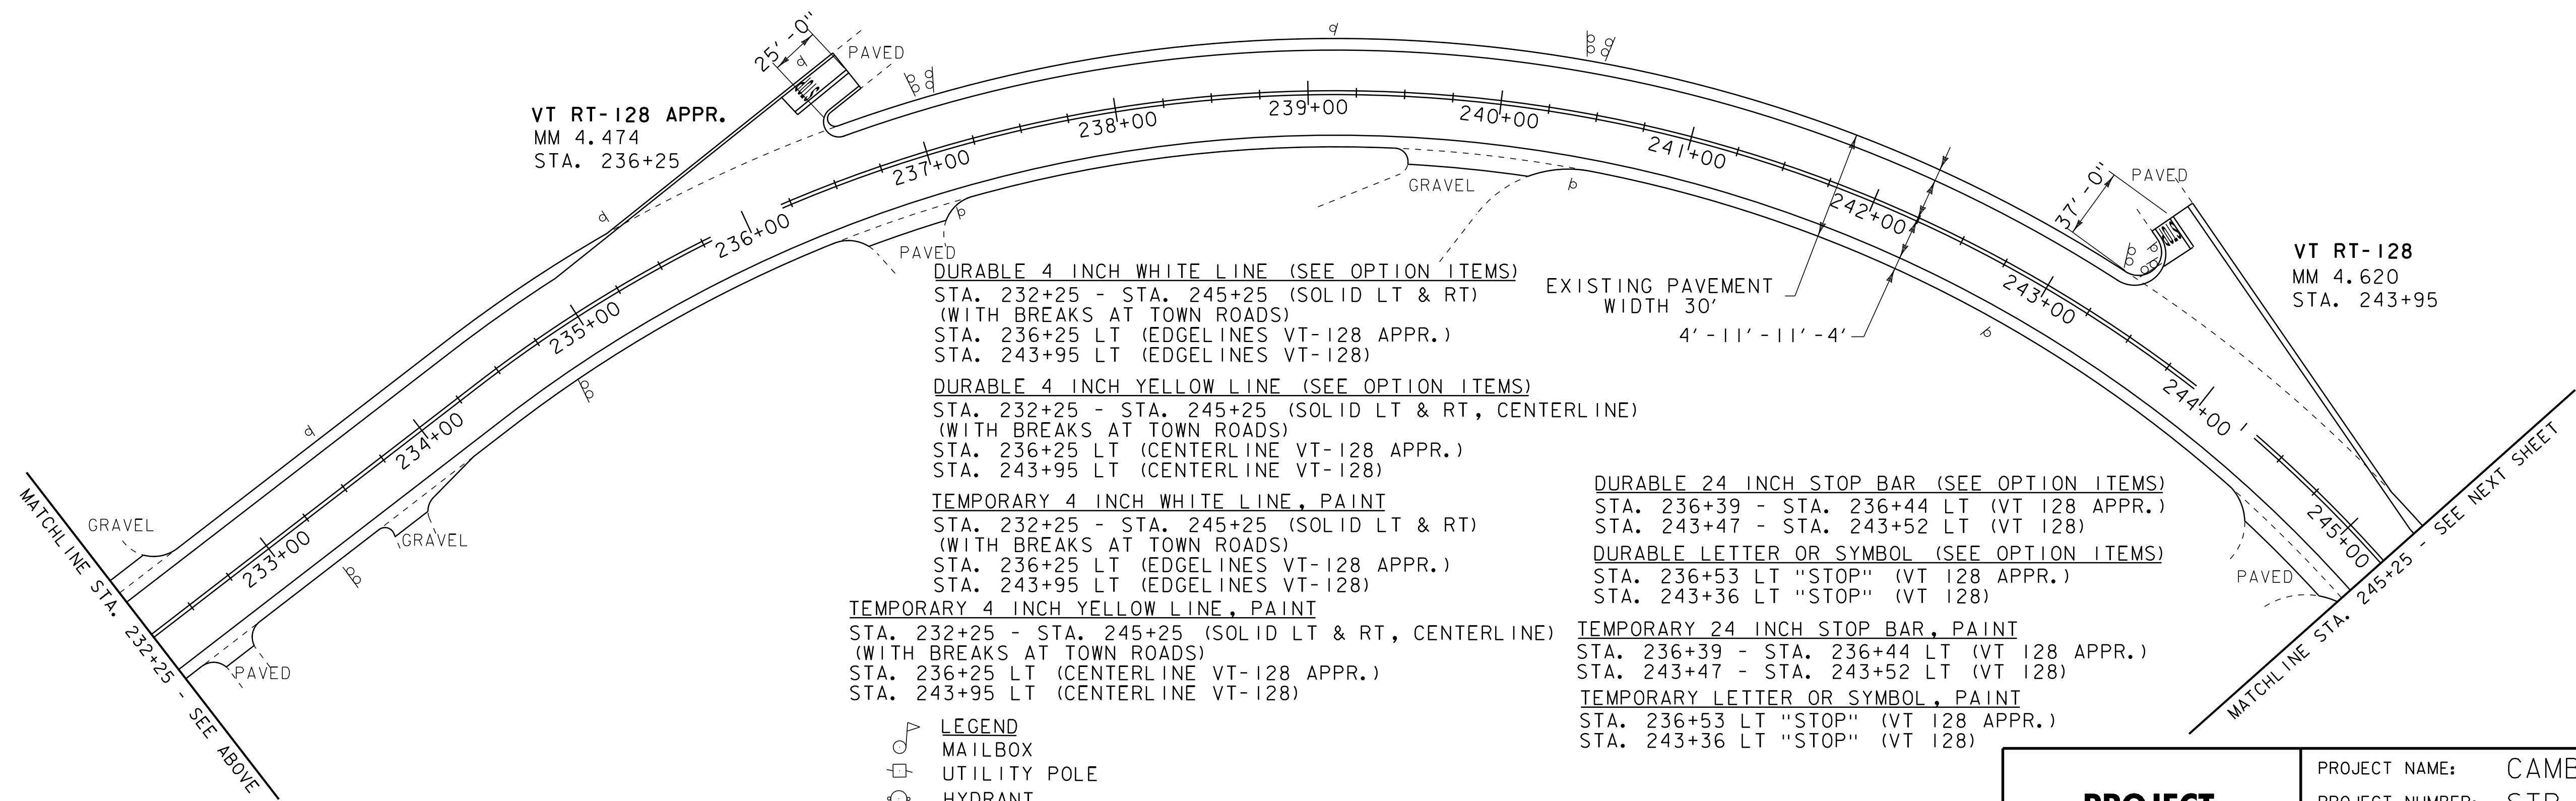 25'-0"
PAVED
VT RT-128 APPR.
MM 4.474
STA. 236+25
STOP
233+00
234+00
235+00
236+00
237+00
238+00
239+00
240+00
241+00
242+00
243+00
244+00
245+00
GRAVEL
PAVED
37'-0"
PAVED
STOP
VT RT-128
MM 4.620
STA. 243+95
EXISTING PAVEMENT
WIDTH 30'
4'-11'-11'-4'
GRAVEL
GRAVEL
PAVED
PAVED
MATCHLINE STA. 232+25 - SEE ABOVE
MATCHLINE STA. 245+25 - SEE NEXT SHEET
DURABLE 4 INCH WHITE LINE (SEE OPTION ITEMS)
STA. 232+25 - STA. 245+25 (SOLID LT & RT)
(WITH BREAKS AT TOWN ROADS)
STA. 236+25 LT (EDGELINES VT-128 APPR.)
STA. 243+95 LT (EDGELINES VT-128)
DURABLE 4 INCH YELLOW LINE (SEE OPTION ITEMS)
STA. 232+25 - STA. 245+25 (SOLID LT & RT, CENTERLINE)
(WITH BREAKS AT TOWN ROADS)
STA. 236+25 LT (CENTERLINE VT-128 APPR.)
STA. 243+95 LT (CENTERLINE VT-128)
TEMPORARY 4 INCH WHITE LINE, PAINT
STA. 232+25 - STA. 245+25 (SOLID LT & RT)
(WITH BREAKS AT TOWN ROADS)
STA. 236+25 LT (EDGELINES VT-128 APPR.)
STA. 243+95 LT (EDGELINES VT-128)
TEMPORARY 4 INCH YELLOW LINE, PAINT
STA. 232+25 - STA. 245+25 (SOLID LT & RT, CENTERLINE)
(WITH BREAKS AT TOWN ROADS)
STA. 236+25 LT (CENTERLINE VT-128 APPR.)
STA. 243+95 LT (CENTERLINE VT-128)
DURABLE 24 INCH STOP BAR (SEE OPTION ITEMS)
STA. 236+39 - STA. 236+44 LT (VT 128 APPR.)
STA. 243+47 - STA. 243+52 LT (VT 128)
DURABLE LETTER OR SYMBOL (SEE OPTION ITEMS)
STA. 236+53 LT "STOP" (VT 128 APPR.)
STA. 243+36 LT "STOP" (VT 128)
TEMPORARY 24 INCH STOP BAR, PAINT
STA. 236+39 - STA. 236+44 LT (VT 128 APPR.)
STA. 243+47 - STA. 243+52 LT (VT 128)
TEMPORARY LETTER OR SYMBOL, PAINT
STA. 236+53 LT "STOP" (VT 128 APPR.)
STA. 243+36 LT "STOP" (VT 128)
LEGEND
MAILBOX
UTILITY POLE
HYDRANT
PROJECT
PROJECT NAME: CAMB
PROJECT NUMBER: STP